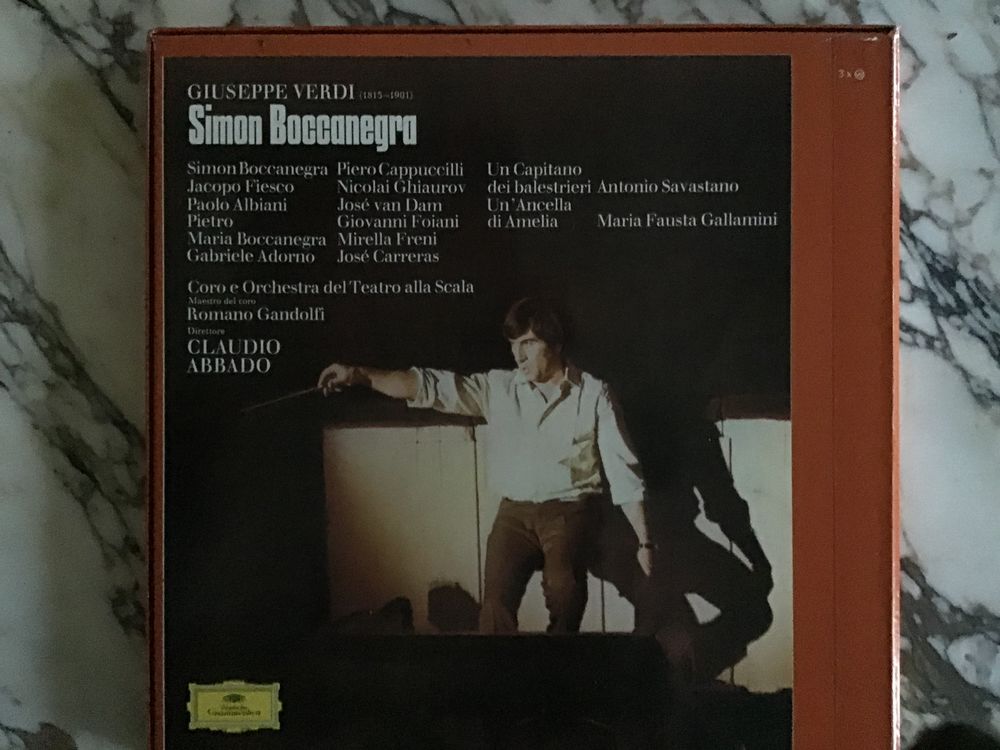 3 x
GIUSEPPE VERDI (1813-1901)
Simon Boccanegra
Simon Boccanegra Piero Cappuccilli
Jacopo Fiesco Nicolai Ghiaurov
Paolo Albiani José van Dam
Pietro Giovanni Foiani
Maria Boccanegra Mirella Freni
Gabriele Adorno José Carreras
Un Capitano
dei balestrieri Antonio Savastano
Un'Ancella
di Amelia Maria Fausta Gallamini
Coro e Orchestra del Teatro alla Scala
Maestro del coro
Romano Gandolfi
Direttore
CLAUDIO
ABBADO
Deutsche
Grammophon